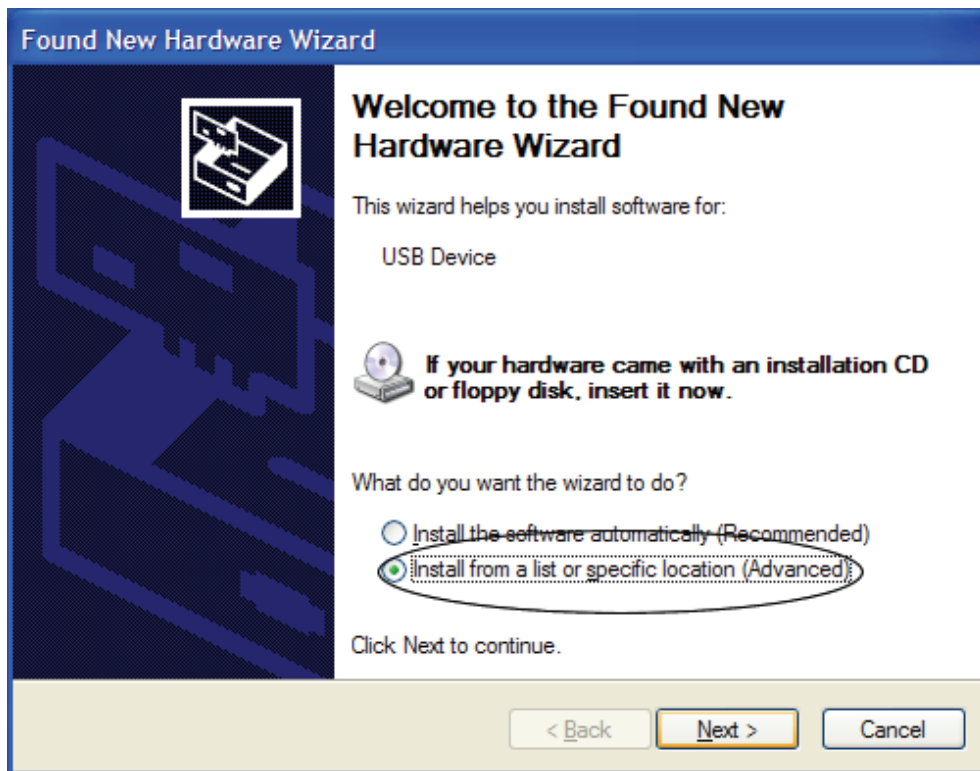 Found New Hardware Wizard
Welcome to the Found New
Hardware Wizard
This wizard helps you install software for:
USB Device
If your hardware came with an installation CD
or floppy disk, insert it now.
What do you want the wizard to do?
Install the software automatically (Recommended)
Install from a list or specific location (Advanced)
Click Next to continue.
< Back
Next >
Cancel